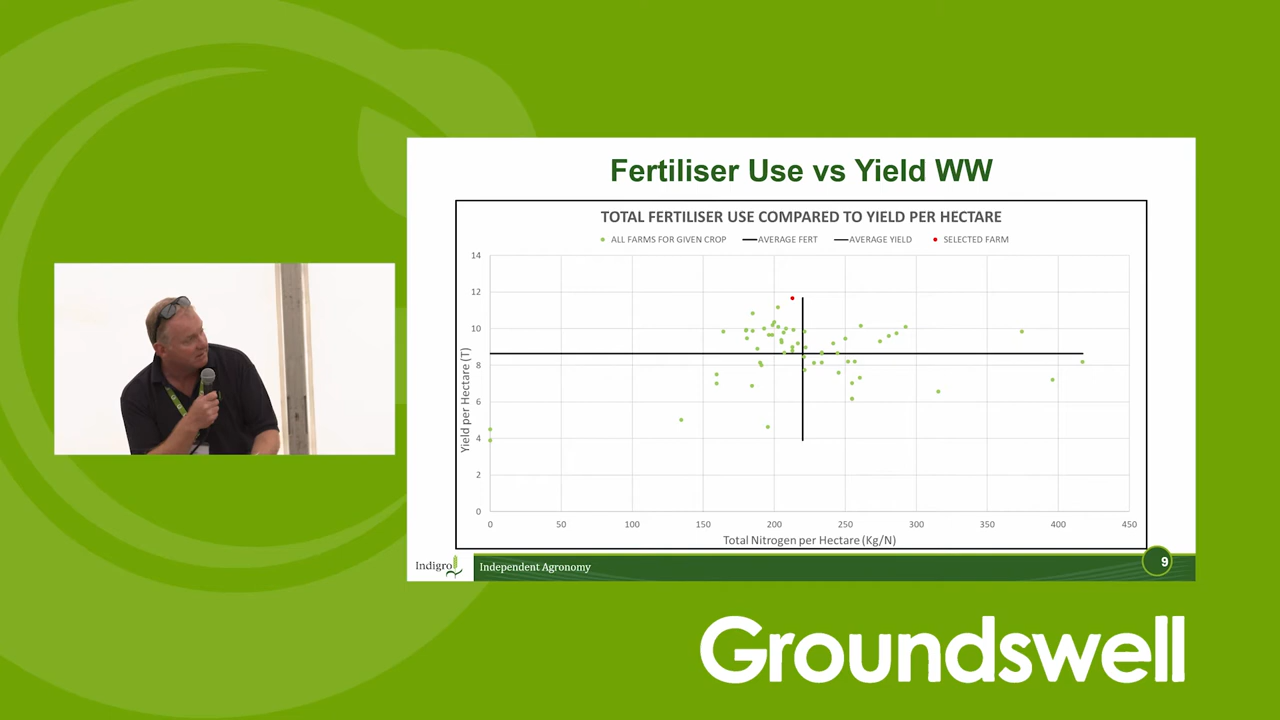 Fertiliser Use vs Yield WW
TOTAL FERTILISER USE COMPARED TO YIELD PER HECTARE
ALL FARMS FOR GIVEN CROP AVERAGE FERT AVERAGE YIELD SELECTED FARM
14
12
10
8
6
4
2
0
Yield per Hectare (T)
0 50 100 150 200 250 300 350 400 450
Total Nitrogen per Hectare (Kg/N)
Indigro
Independent Agronomy
9
Groundswell